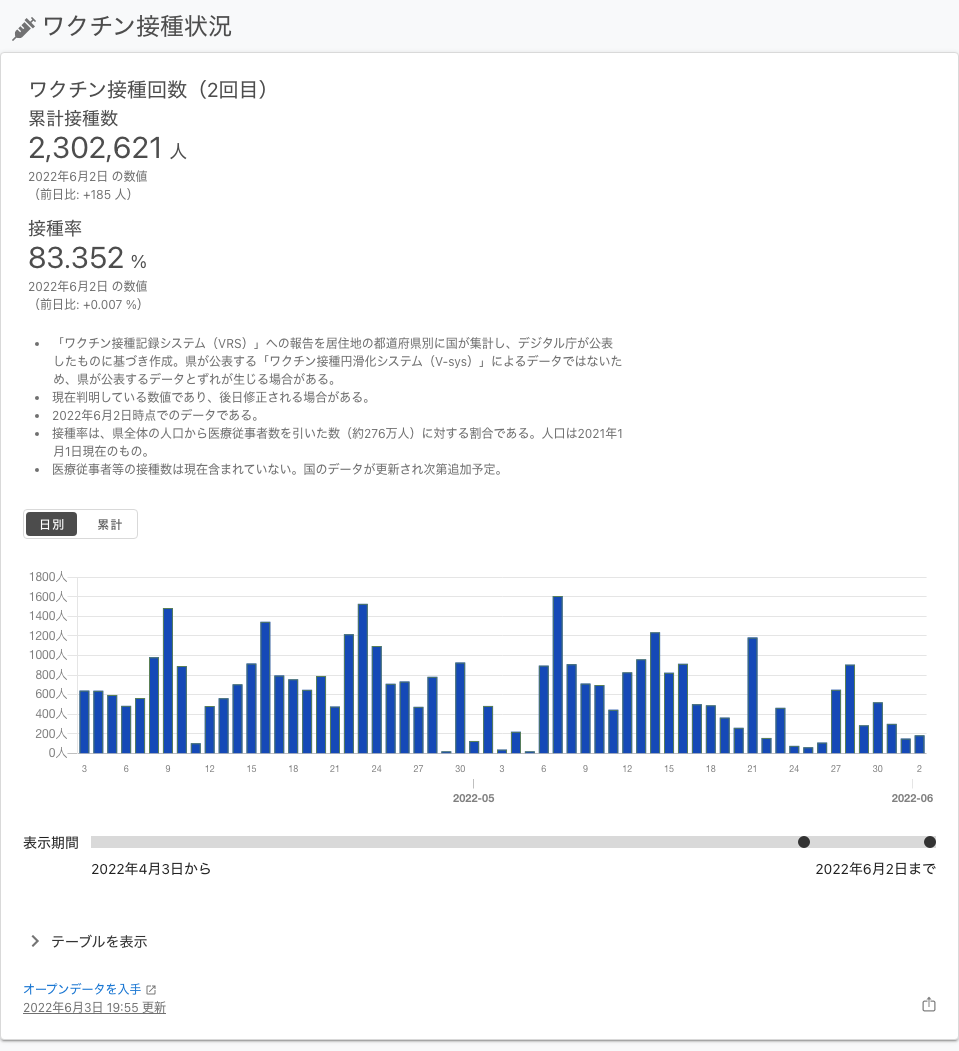 ワクチン接種状況
ワクチン接種回数（2回目）
累計接種数
2,302,621 人
2022年6月2日 の数値
（前日比: +185 人）
接種率
83.352 %
2022年6月2日 の数値
（前日比: +0.007 %）
• 「ワクチン接種記録システム（VRS）」への報告を居住地の都道府県別に国が集計し、デジタル庁が公表
したものに基づき作成。県が公表する「ワクチン接種円滑化システム（V-sys）」によるデータではないた
め、県が公表するデータとずれが生じる場合がある。
• 現在判明している数値であり、後日修正される場合がある。
• 2022年6月2日時点でのデータである。
• 接種率は、県全体の人口から医療従事者数を引いた数（約276万人）に対する割合である。人口は2021年1
月1日現在のもの。
• 医療従事者等の接種数は現在含まれていない。国のデータが更新され次第追加予定。
日別 累計
1800人
1600人
1400人
1200人
1000人
800人
600人
400人
200人
0人
3 6 9 12 15 18 21 24 27 30 3 6 9 12 15 18 21 24 27 30 2
2022-05 2022-06
表示期間
2022年4月3日から 2022年6月2日まで
テーブルを表示
オープンデータを入手
2022年6月3日 19:55 更新